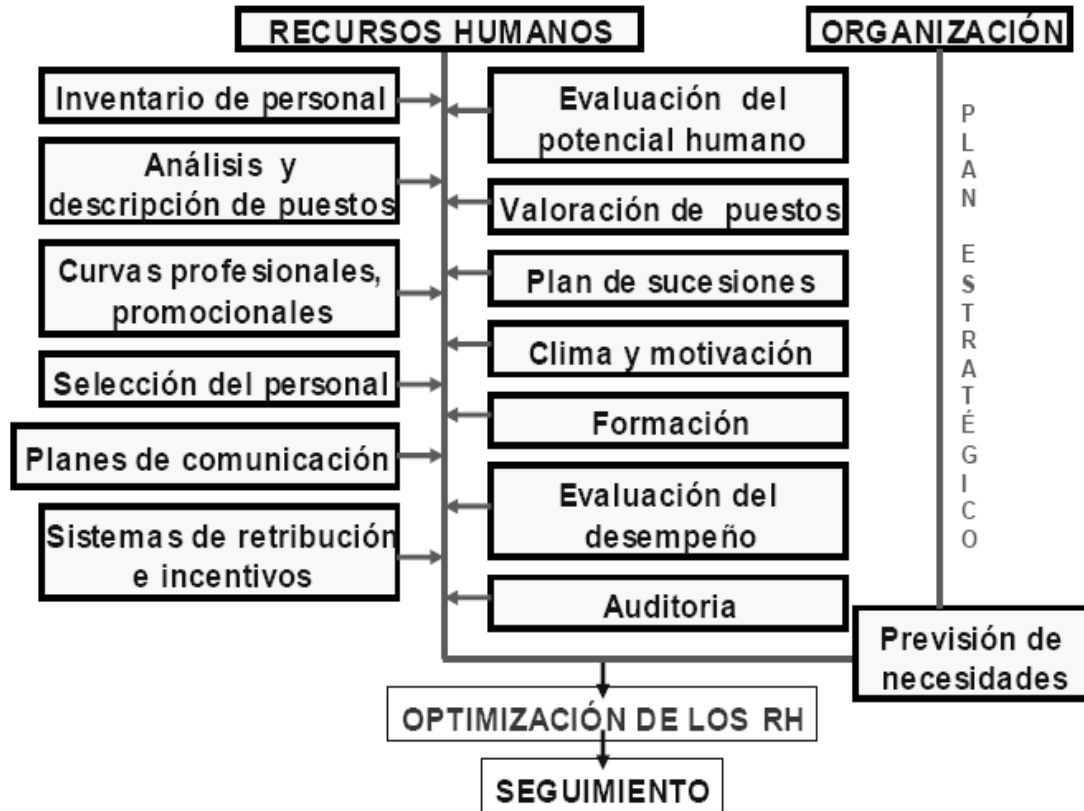 RECURSOS HUMANOS
ORGANIZACIÓN
Inventario de personal
Análisis y
descripción de puestos
Curvas profesionales,
promocionales
Selección del personal
Planes de comunicación
Sistemas de retribución
e incentivos
Evaluación del
potencial humano
Valoración de puestos
Plan de sucesiones
Clima y motivación
Formación
Evaluación del
desempeño
Auditoria
PLAN ESTRATÉGICO
Previsión de
necesidades
OPTIMIZACIÓN DE LOS RH
SEGUIMIENTO